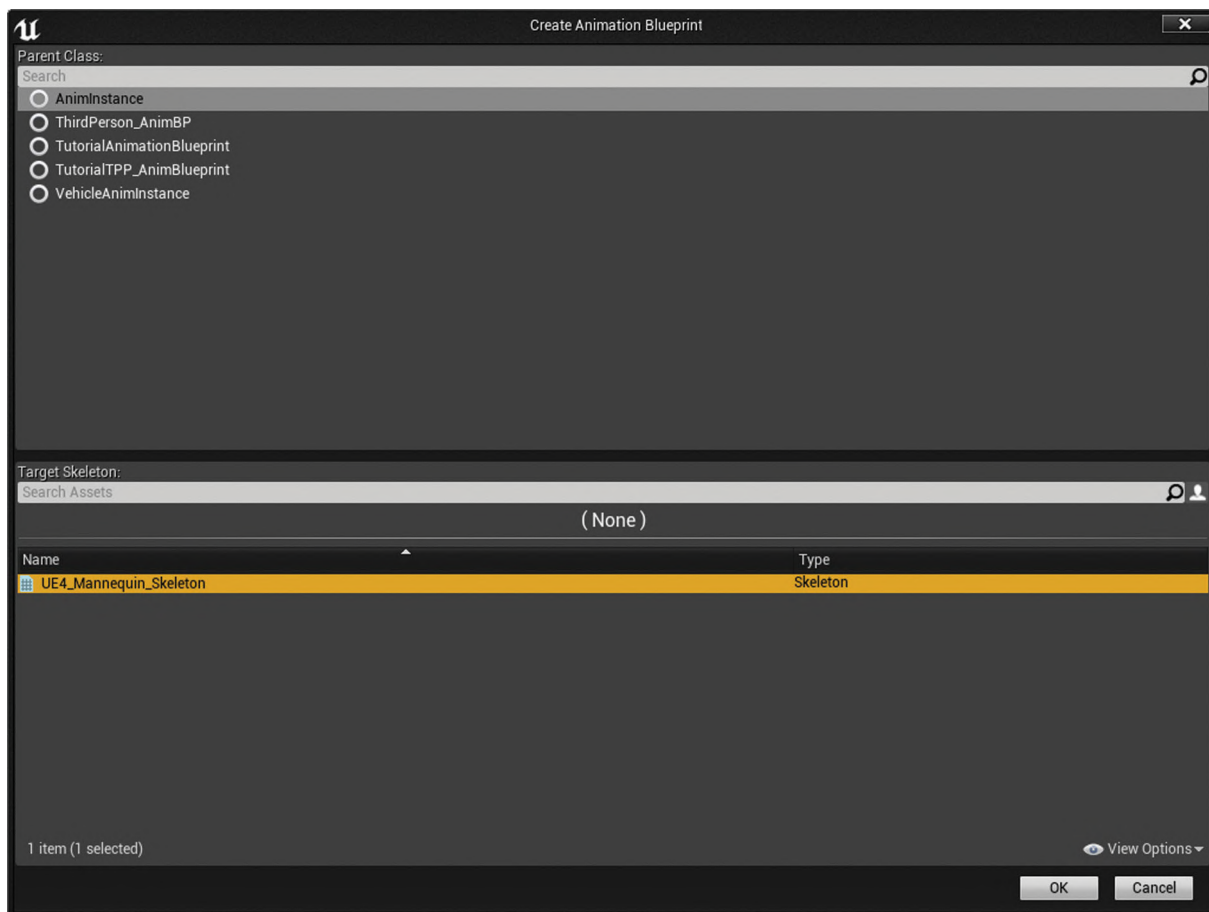 Create Animation Blueprint
Parent Class:
Search
AnimInstance
ThirdPerson_AnimBP
TutorialAnimationBlueprint
TutorialTPP_AnimBlueprint
VehicleAnimInstance
Target Skeleton:
Search Assets
( None )
Name Type
UE4_Mannequin_Skeleton Skeleton
1 item (1 selected) View Options
OK Cancel